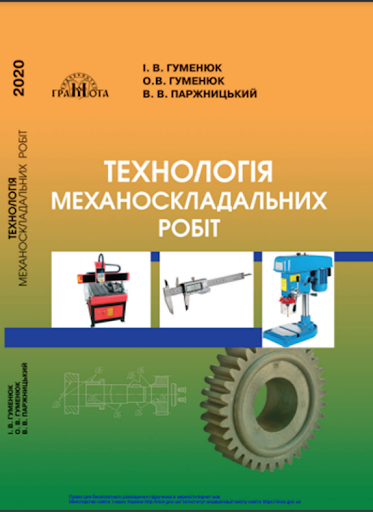 2020
ТЕХНОЛОГІЯ
МЕХАНОСКЛАДАЛЬНИХ РОБІТ
І. В. ГУМЕНЮК
О. В. ГУМЕНЮК
В. В. ПАРЖНИЦЬКИЙ
ГРАМОТА
І. В. ГУМЕНЮК
О.В. ГУМЕНЮК
В. В. ПАРЖНИЦЬКИЙ
ТЕХНОЛОГІЯ
МЕХАНОСКЛАДАЛЬНИХ
РОБІТ